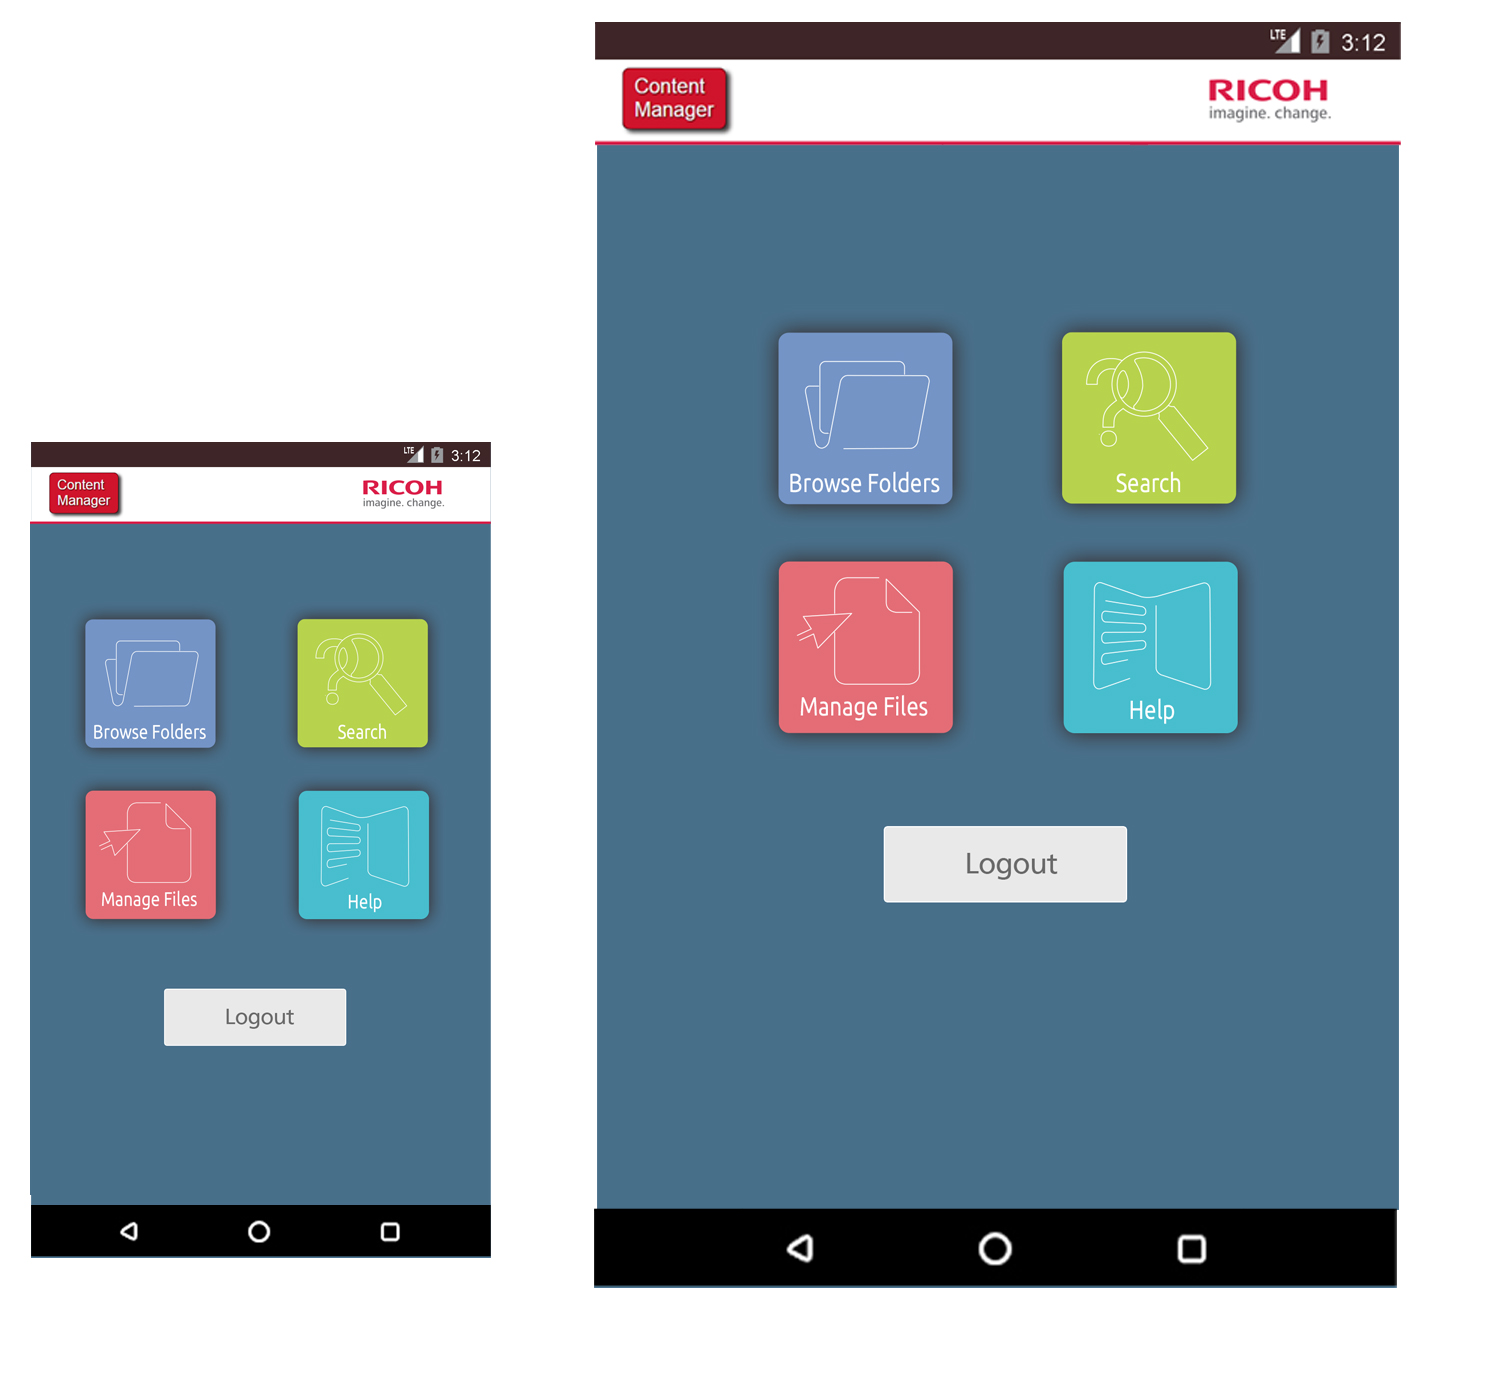 LTE 3:12
Content
Manager
RICOH
imagine. change.
Browse Folders
Search
Manage Files
Help
Logout
LTE 3:12
Content
Manager
RICOH
imagine. change.
Browse Folders
Search
Manage Files
Help
Logout